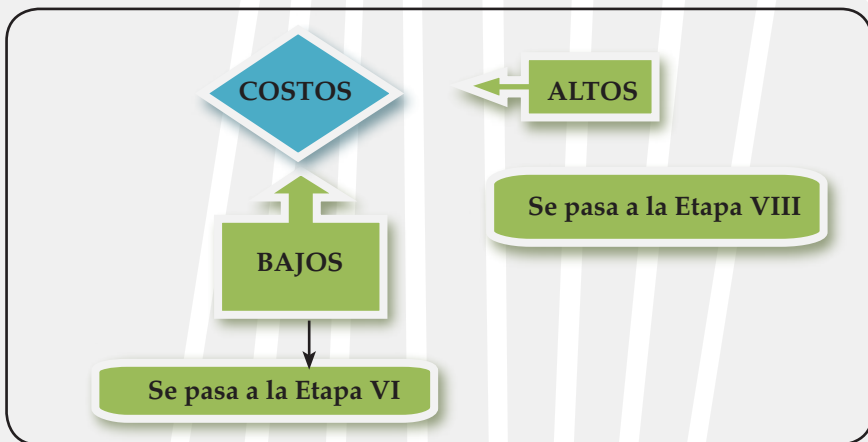 COSTOS
ALTOS
Se pasa a la Etapa VIII
BAJOS
Se pasa a la Etapa VI